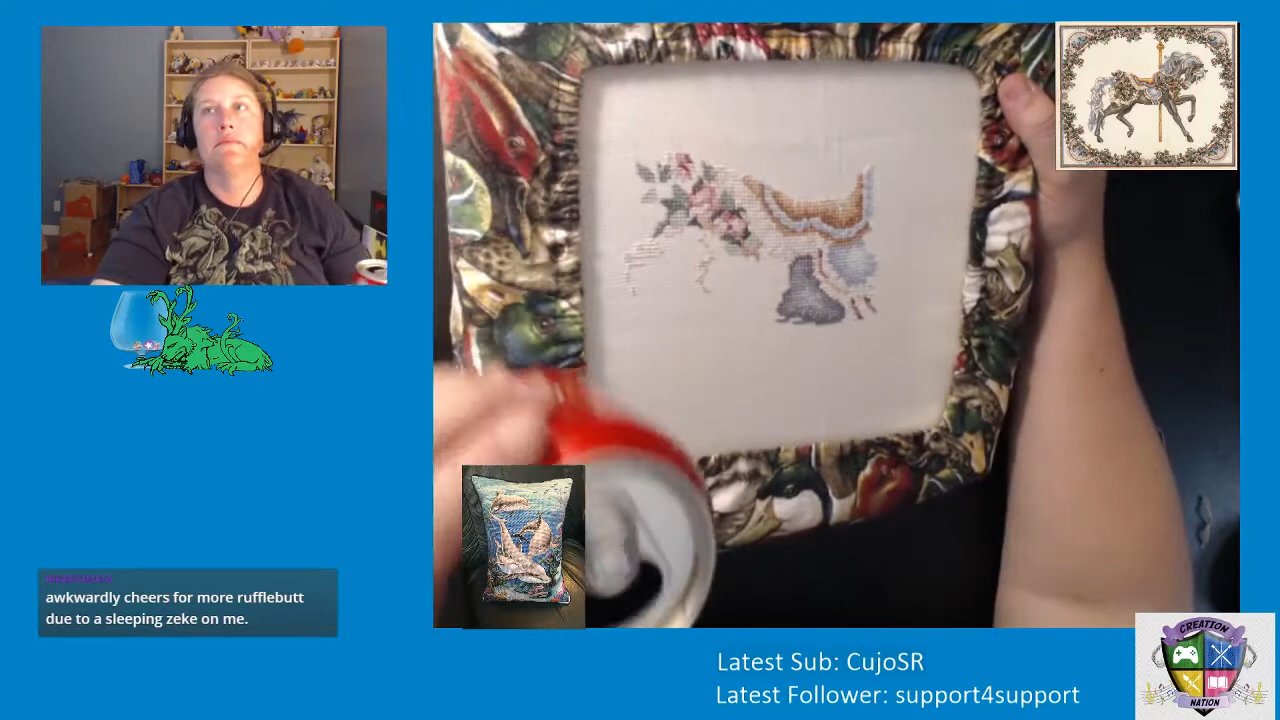 awkwardly cheers for more rufflebutt
due to a sleeping zeke on me.
Latest Sub: CujoSR
Latest Follower: support4support
CREATION
NATION